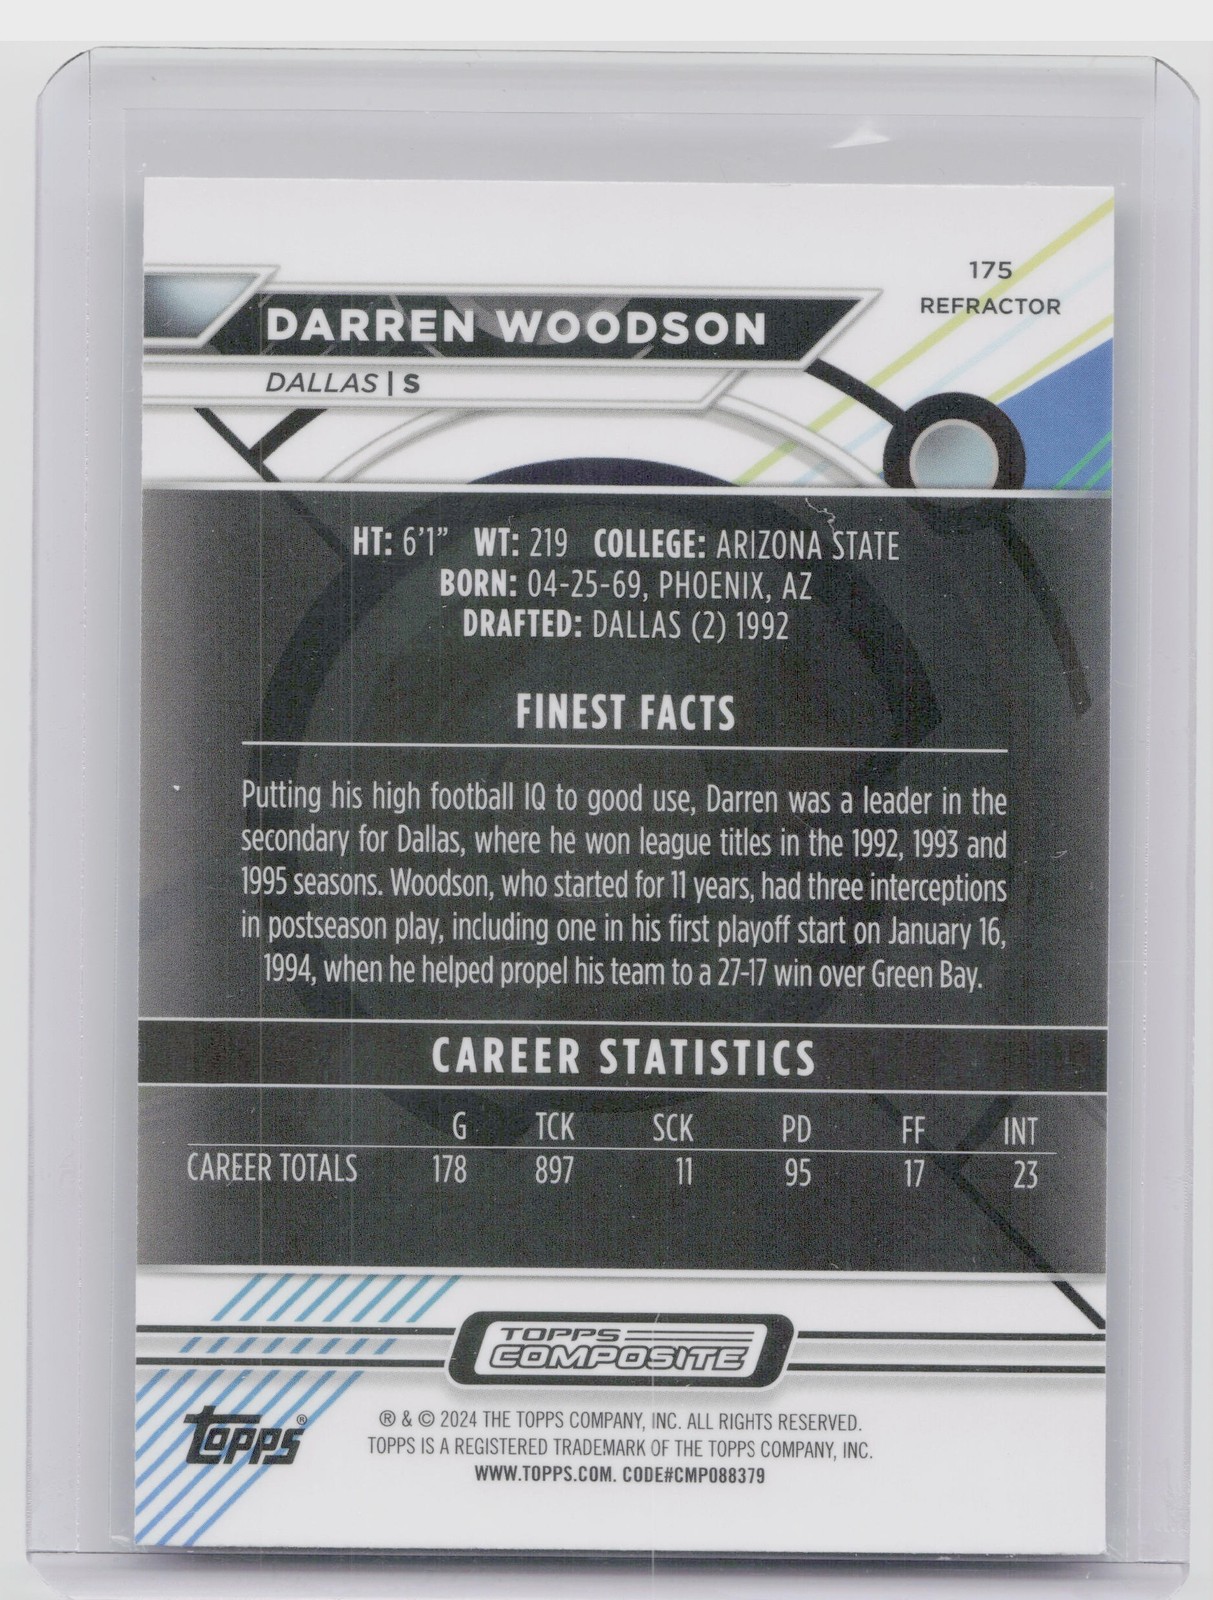 175
REFRACTOR
DARREN WOODSON
DALLAS | S
HT: 6'1” WT: 219 COLLEGE: ARIZONA STATE
BORN: 04-25-69, PHOENIX, AZ
DRAFTED: DALLAS (2) 1992
FINEST FACTS
Putting his high football IQ to good use, Darren was a leader in the
secondary for Dallas, where he won league titles in the 1992, 1993 and
1995 seasons. Woodson, who started for 11 years, had three interceptions
in postseason play, including one in his first playoff start on January 16,
1994, when he helped propel his team to a 27-17 win over Green Bay.
CAREER STATISTICS
G TCK SCK PD FF INT
CAREER TOTALS 178 897 11 95 17 23
TOPPS
COMPOSITE
Topps®
® & © 2024 THE TOPPS COMPANY, INC. ALL RIGHTS RESERVED.
TOPPS IS A REGISTERED TRADEMARK OF THE TOPPS COMPANY, INC.
WWW.TOPPS.COM. CODE#CMP088379